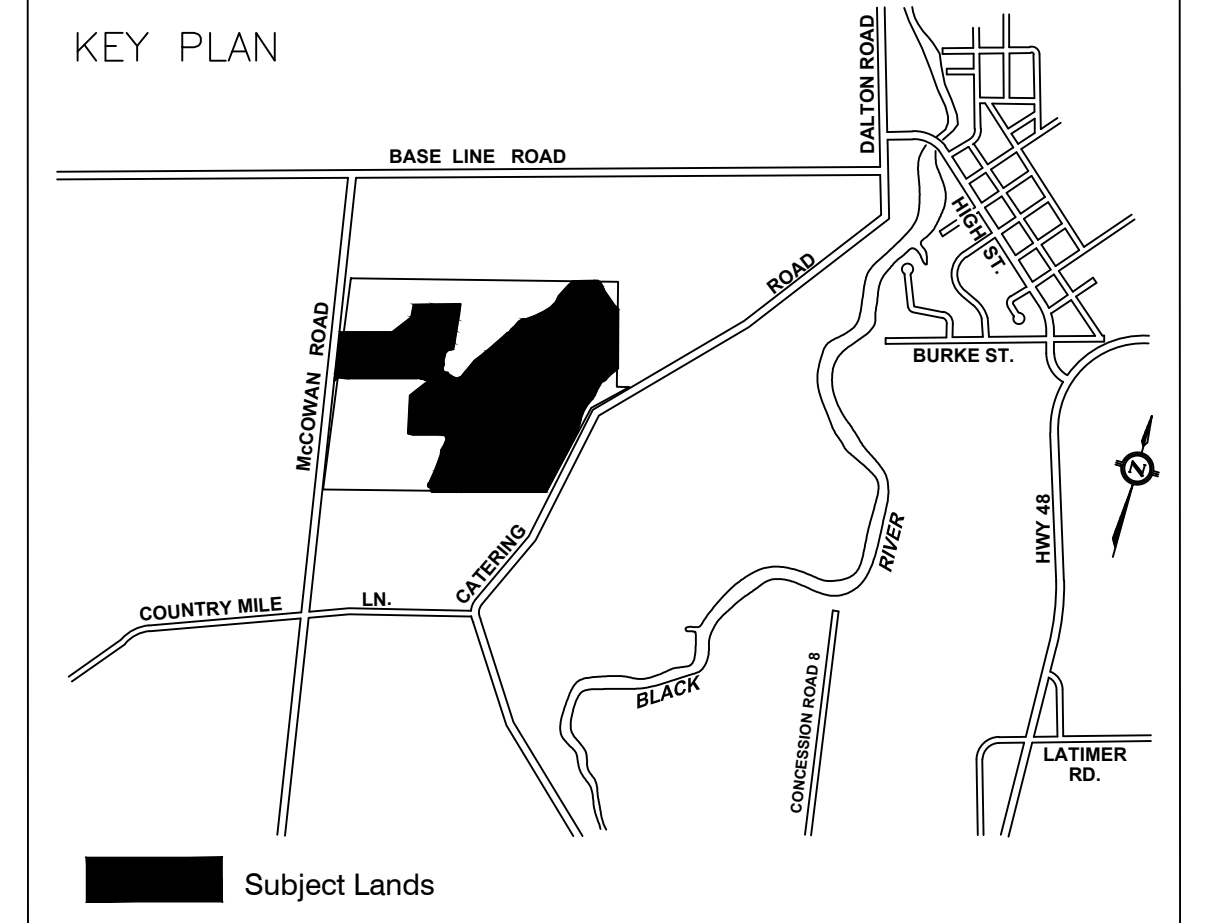 KEY PLAN
DALTON ROAD
BASE LINE ROAD
HIGH ST.
ROAD
McCOWAN ROAD
BURKE ST.
N
HWY 48
RIVER
CATERING
COUNTRY MILE LN.
BLACK
CONCESSION ROAD 8
LATIMER
RD.
Subject Lands